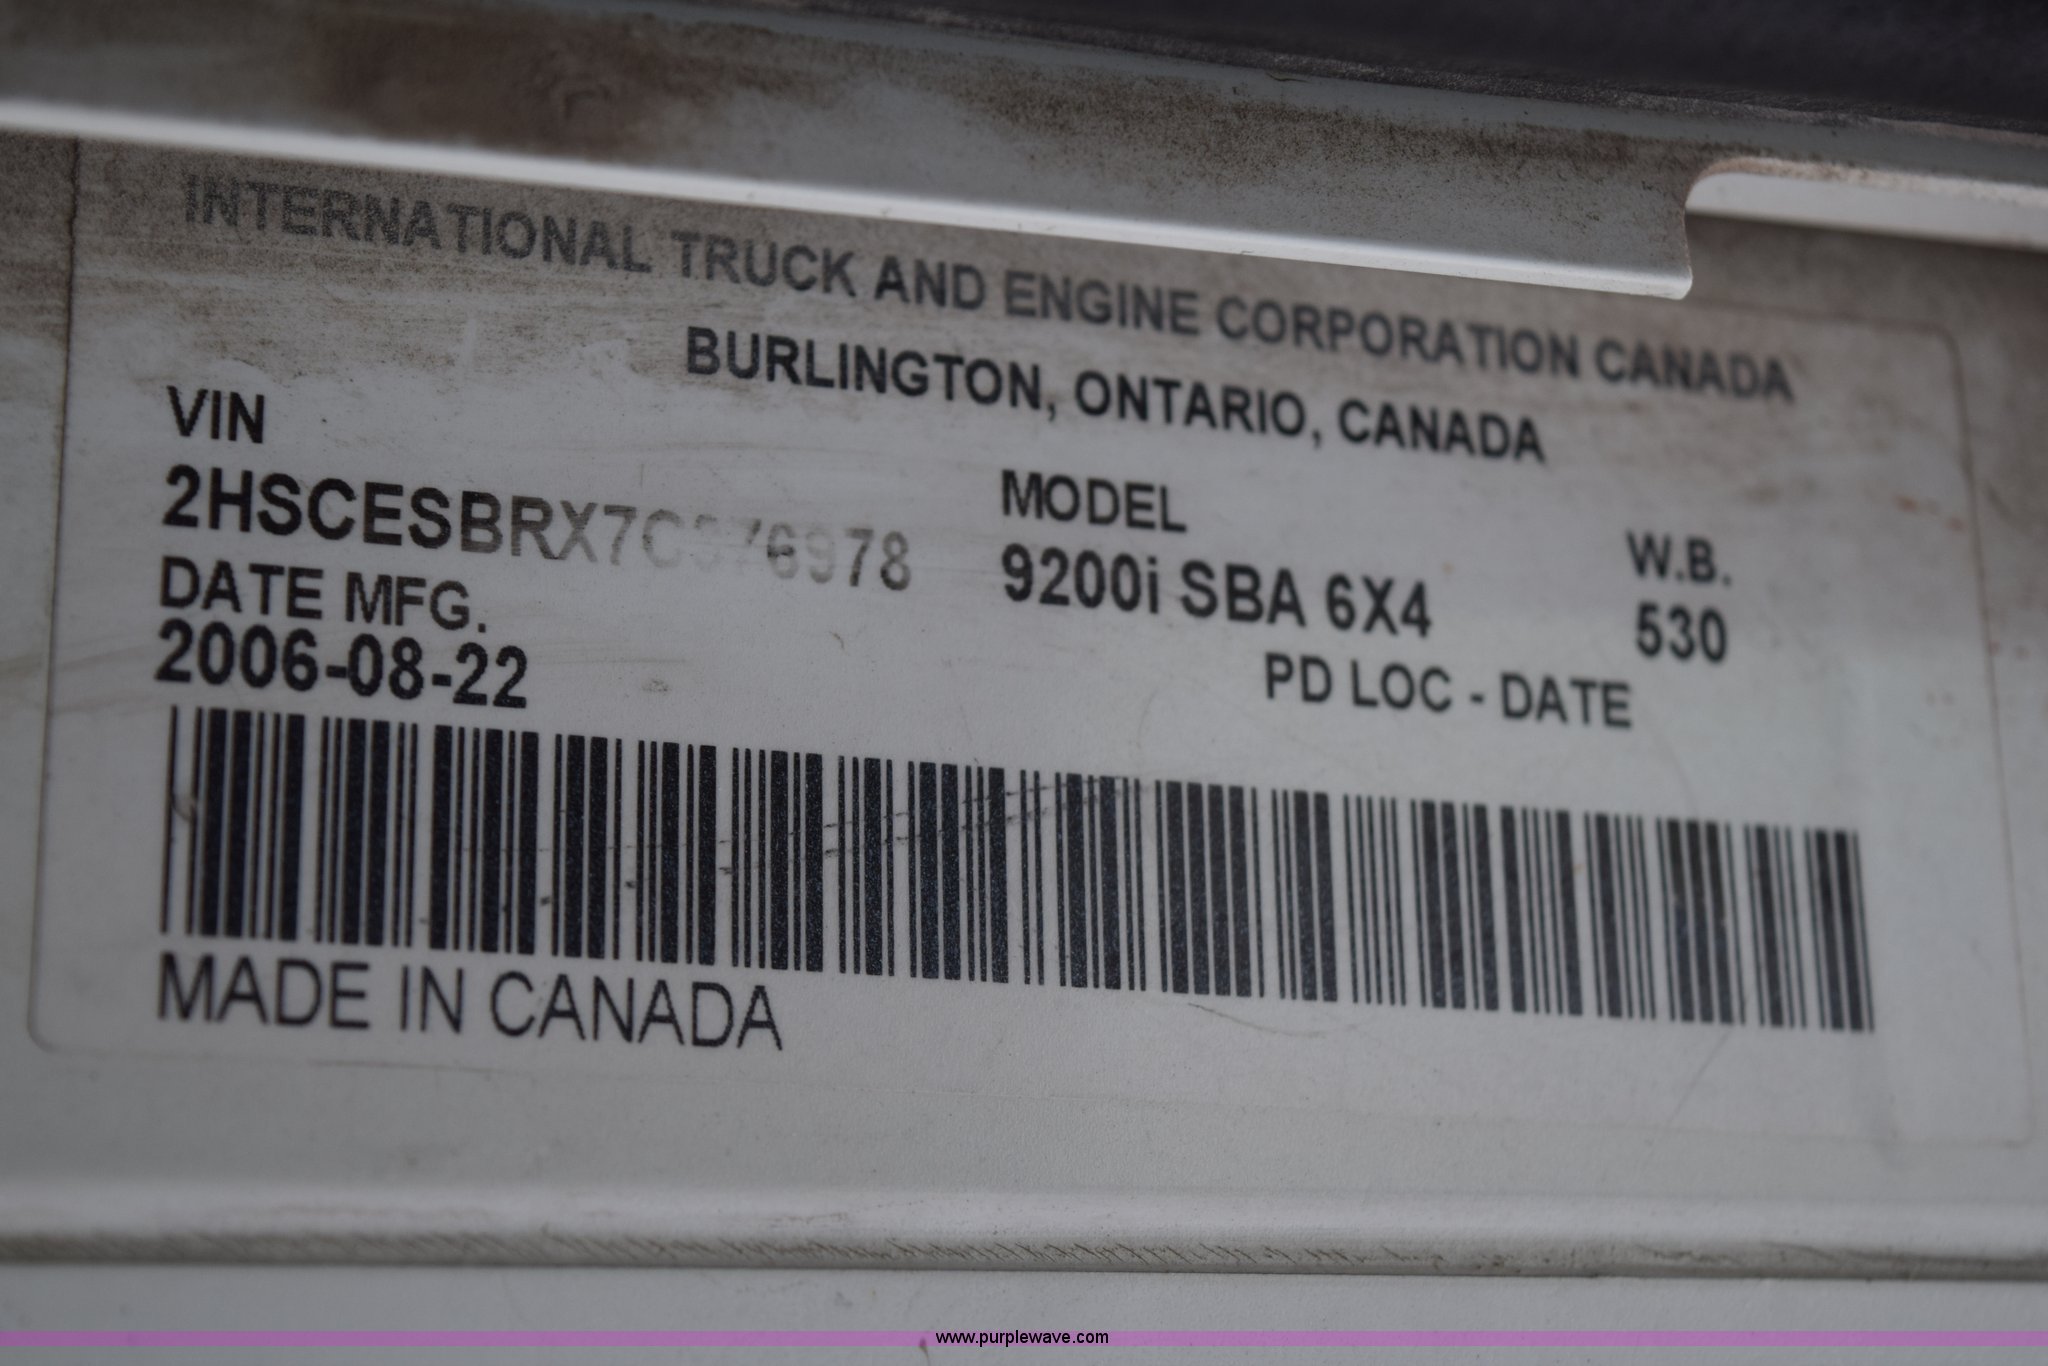 INTERNATIONAL TRUCK AND ENGINE CORPORATION CANADA
BURLINGTON, ONTARIO, CANADA
VIN
2HSCESBRX7C376978
MODEL
9200i SBA 6X4
W.B.
530
DATE MFG.
2006-08-22
PD LOC - DATE
MADE IN CANADA
www.purplewave.com